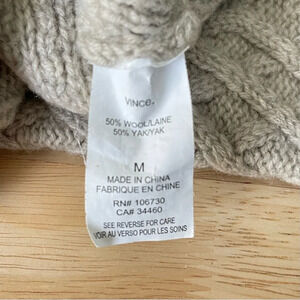 VINCE.
50% WOOL/LAINE
50% YAK/YAK
M
MADE IN CHINA
FABRIQUE EN CHINE
RN# 106730
CA# 34460
SEE REVERSE FOR CARE
VOIR AU VERSO POUR LES SOINS